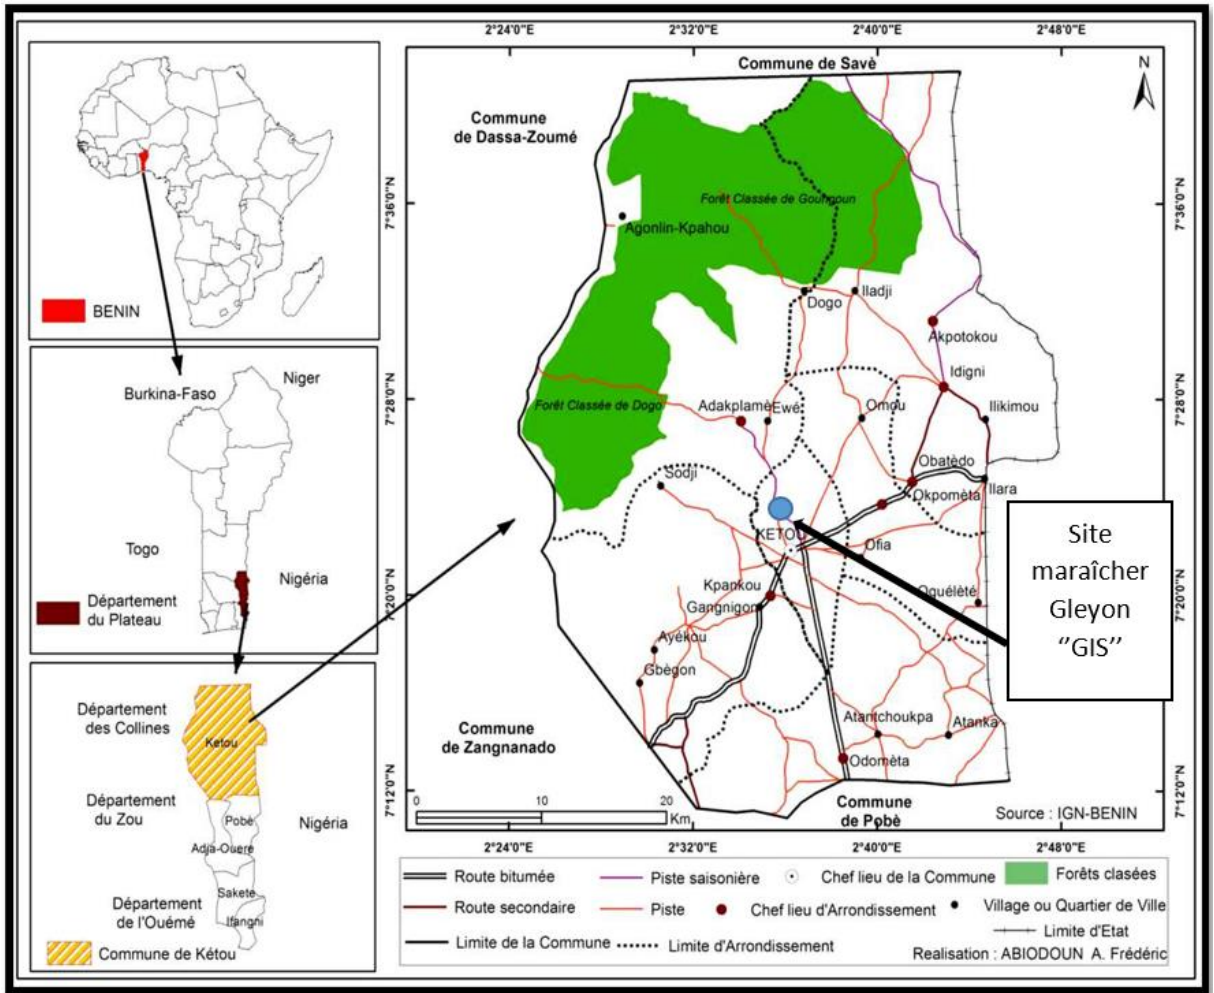 BENIN
Burkina-Faso
Niger
Togo
Nigéria
Département
du Plateau
Département
des Collines
Ketou
Département
du Zou
Nigéria
Pobè
Adja-Ouere
Sakete
Département
de l'Ouémé
Ifangni
Commune de Kétou
2°24'0"E
2°32'0"E
2°40'0"E
2°48'0"E
7°36'0"N
7°28'0"N
7°20'0"N
7°12'0"N
7°36'0"N
7°28'0"N
7°20'0"N
7°12'0"N
N
Commune de Savè
Commune
de Dassa-Zoumé
Forêt Classée de
Agonlin-Kpahou
Dogo
Iladji
Akpotokou
Idigni
Forêt Classée de Dogo
Adakplamè
Ewé
Omou
Ilikimou
Obatèdo
Sodji
Okpomèta
Ilara
KETOU
Ofia
Kpankou
Gangnigon
Site
maraîcher
Gleyon
‘’GIS’’
Ayékou
Gbègon
Atantchoukpa
Atanka
Commune
de Zangnanado
Odomèta
0
10
20
Km
Commune
de Pobè
Source : IGN-BENIN
2°24'0"E
2°32'0"E
2°40'0"E
2°48'0"E
Route bitumée
Piste saisonière
Chef lieu de la Commune
Forêts clasées
Route secondaire
Piste
Chef lieu d'Arrondissement
Village ou Quartier de Ville
Limite de la Commune
Limite d'Arrondissement
Limite d'Etat
Realisation : ABIODOUN A. Frédéric